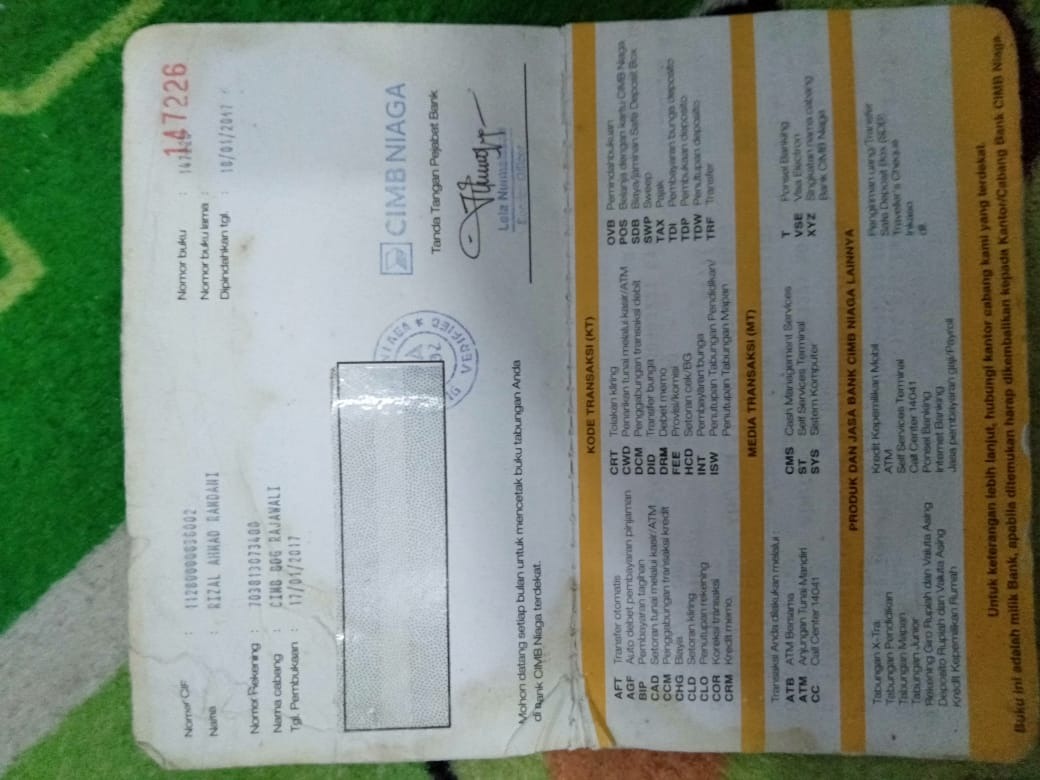 Nomor CIF : 11200000036002
Nama : RIZAL AHMAD RAMDANI
Nomor Rekening : 703813073400
Nama cabang : CIMB BDG RAJAWALI
Tgl. Pembukaan : 17/01/2017
147226
Nomor buku :
Nomor buku lama :
Dipindahkan tgl. : 18/01/2017
CIMB NIAGA
Tanda Tangan Pejabat Bank
VERIFIED
Mohon datang setiap bulan untuk mencetak buku tabungan Anda
di Bank CIMB Niaga terdekat.
KODE TRANSAKSI (KT)
AFT Transfer otomatis
AGF Auto debet pembayaran pinjaman
BIP Pembayaran tagihan
CAD Setoran tunai melalui kasir/ATM
CCM Penggabungan transaksi kredit
CHG Biaya
CLD Setoran kliring
CLO Penutupan rekening
COR Koreksi transaksi
CRM Kredit memo
CRT Tolakan kliring
CWD Penarikan tunai melalui kasir/ATM
DCM Penggabungan transaksi debit
DID Transfer bunga
DRM Debet memo
FEE Provisi/komisi
HCD Setoran cek/BG
INT Pembayaran bunga
ISW Penutupan Tabungan Pendidikan/
Penutupan Tabungan Mapan
OVB Pemindahbukuan
POS Belanja dengan kartu CIMB Niaga
SDB Biaya/jaminan Safe Deposit Box
SWP Sweep
TAX Pajak
TDI Pembayaran bunga deposito
TDP Pembukaan deposito
TDW Penutupan deposito
TRF Transfer
MEDIA TRANSAKSI (MT)
Transaksi Anda dilakukan melalui :
ATB ATM Bersama
ATM Anjungan Tunai Mandiri
CC Call Center 14041
CMS Cash Management Services
ST Self Services Terminal
SYS Sistem Komputer
T Ponsel Banking
VSE Visa Electron
XYZ Singkatan nama cabang
Bank CIMB Niaga
PRODUK DAN JASA BANK CIMB NIAGA LAINNYA
Tabungan X-Tra
Tabungan Pendidikan
Tabungan Mapan
Tabungan Junior
Rekening Giro Rupiah dan Valuta Asing
Deposito Rupiah dan Valuta Asing
Kredit Kepemilikan Rumah
Kredit Kepemilikan Mobil
ATM
Self Services Terminal
Call Center 14041
Ponsel Banking
Internet Banking
Jasa pembayaran gaji/Payroll
Pengiriman uang/Transfer
Safe Deposit Box (SDB)
Traveller's Cheque
Inkaso
dll.
Untuk keterangan lebih lanjut, hubungi kantor cabang kami yang terdekat.
Buku ini adalah milik Bank, apabila ditemukan harap dikembalikan kepada Kantor/Cabang Bank CIMB Niaga.